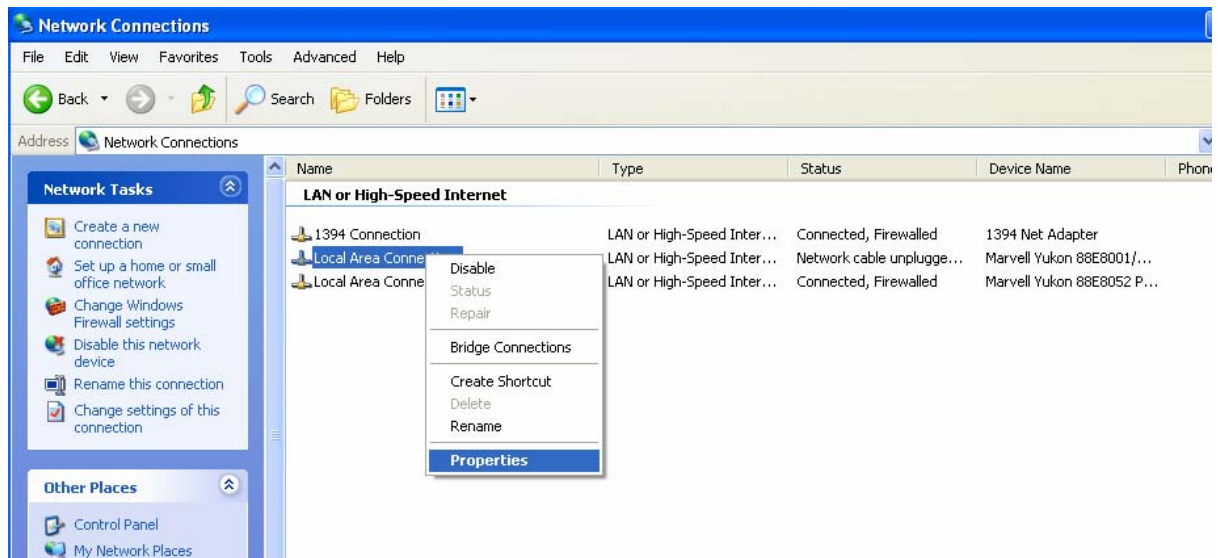 Network Connections
File Edit View Favorites Tools Advanced Help
Back Search Folders
Address Network Connections
Network Tasks
Create a new
connection
Set up a home or small
office network
Change Windows
Firewall settings
Disable this network
device
Rename this connection
Change settings of this
connection
Other Places
Control Panel
My Network Places
Name Type Status Device Name
LAN or High-Speed Internet
1394 Connection LAN or High-Speed Inter... Connected, Firewalled 1394 Net Adapter
Local Area LAN or High-Speed Inter... Network cable unplugge... Marvell Yukon 88E8001/...
Local Area LAN or High-Speed Inter... Connected, Firewalled Marvell Yukon 88E8052 P...
Disable
Status
Repair
Bridge Connections
Create Shortcut
Delete
Rename
Properties